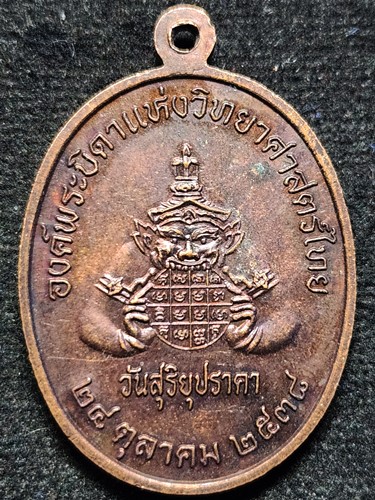 องค์พระบิดาแห่งวิทยาศาสตร์ไทย
วันสุริยุปราคา
๒๔ ตุลาคม ๒๕๓๘